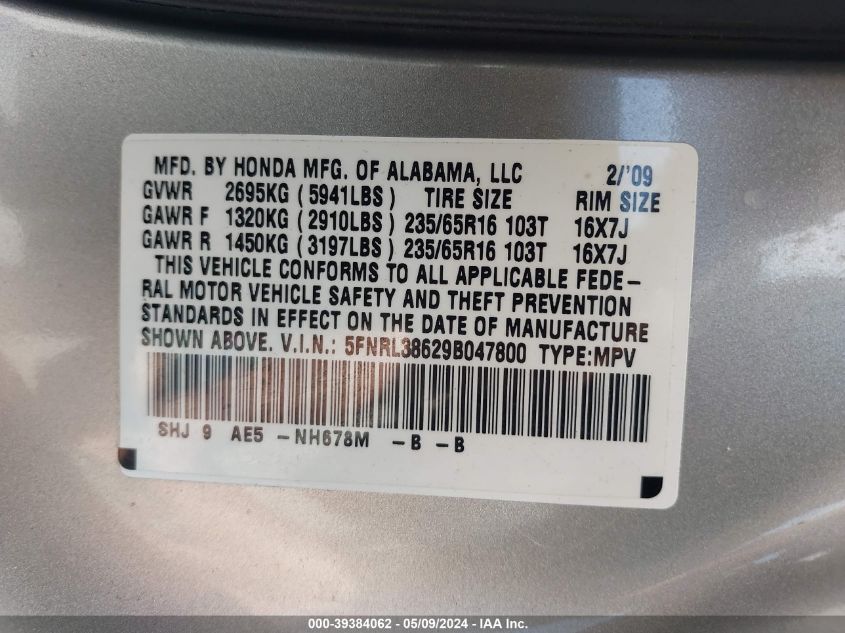 MFD. BY HONDA MFG. OF ALABAMA, LLC 2/'09
GVWR 2695KG ( 5941LBS ) TIRE SIZE RIM SIZE
GAWR F 1320KG ( 2910LBS ) 235/65R16 103T 16X7J
GAWR R 1450KG ( 3197LBS ) 235/65R16 103T 16X7J
THIS VEHICLE CONFORMS TO ALL APPLICABLE FEDE-
RAL MOTOR VEHICLE SAFETY AND THEFT PREVENTION
STANDARDS IN EFFECT ON THE DATE OF MANUFACTURE
SHOWN ABOVE. V.I.N.: 5FNRL38629B047800 TYPE:MPV
SHJ 9 AE5 -NH678M -B -B
000-39384062 - 05/09/2024 - IAA Inc.